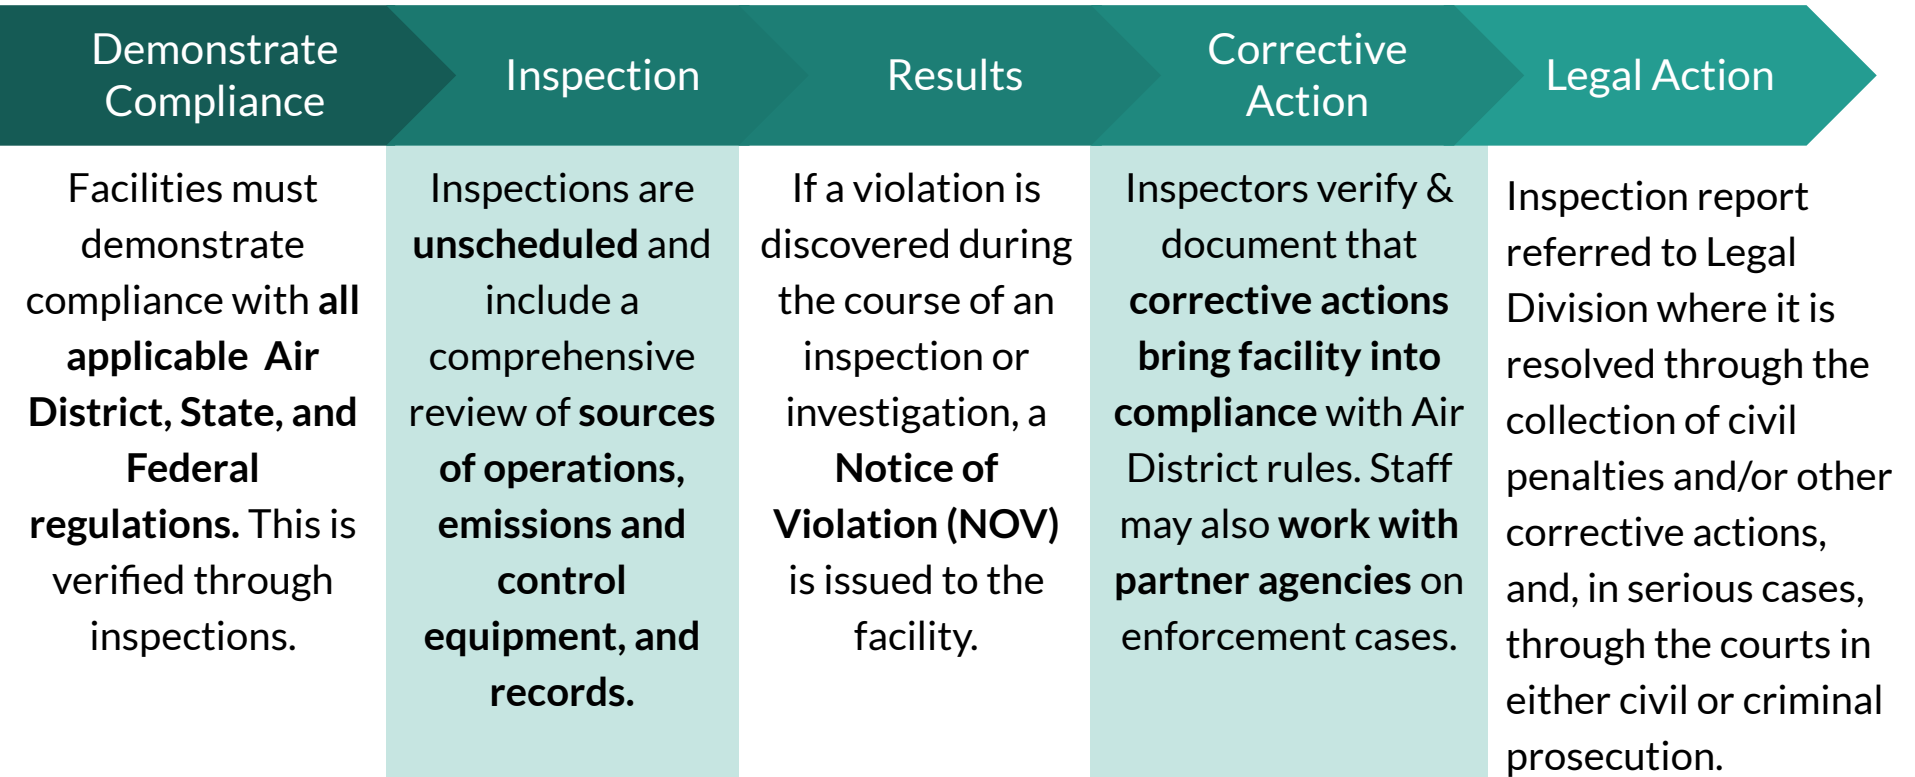 Demonstrate
Compliance
Inspection
Results
Corrective
Action
Legal Action
Facilities must
demonstrate
compliance with all
applicable  Air
District, State, and
Federal
regulations. This is
verified through
inspections.
Inspections are
unscheduled and
include a
comprehensive
review of sources
of operations,
emissions and
control
equipment, and
records.
If a violation is
discovered during
the course of an
inspection or
investigation, a
Notice of
Violation (NOV)
is issued to the
facility.
Inspectors verify &
document that
corrective actions
bring facility into
compliance with Air
District rules. Staff
may also work with
partner agencies on
enforcement cases.
Inspection report
referred to Legal
Division where it is
resolved through the
collection of civil
penalties and/or other
corrective actions,
and, in serious cases,
through the courts in
either civil or criminal
prosecution.